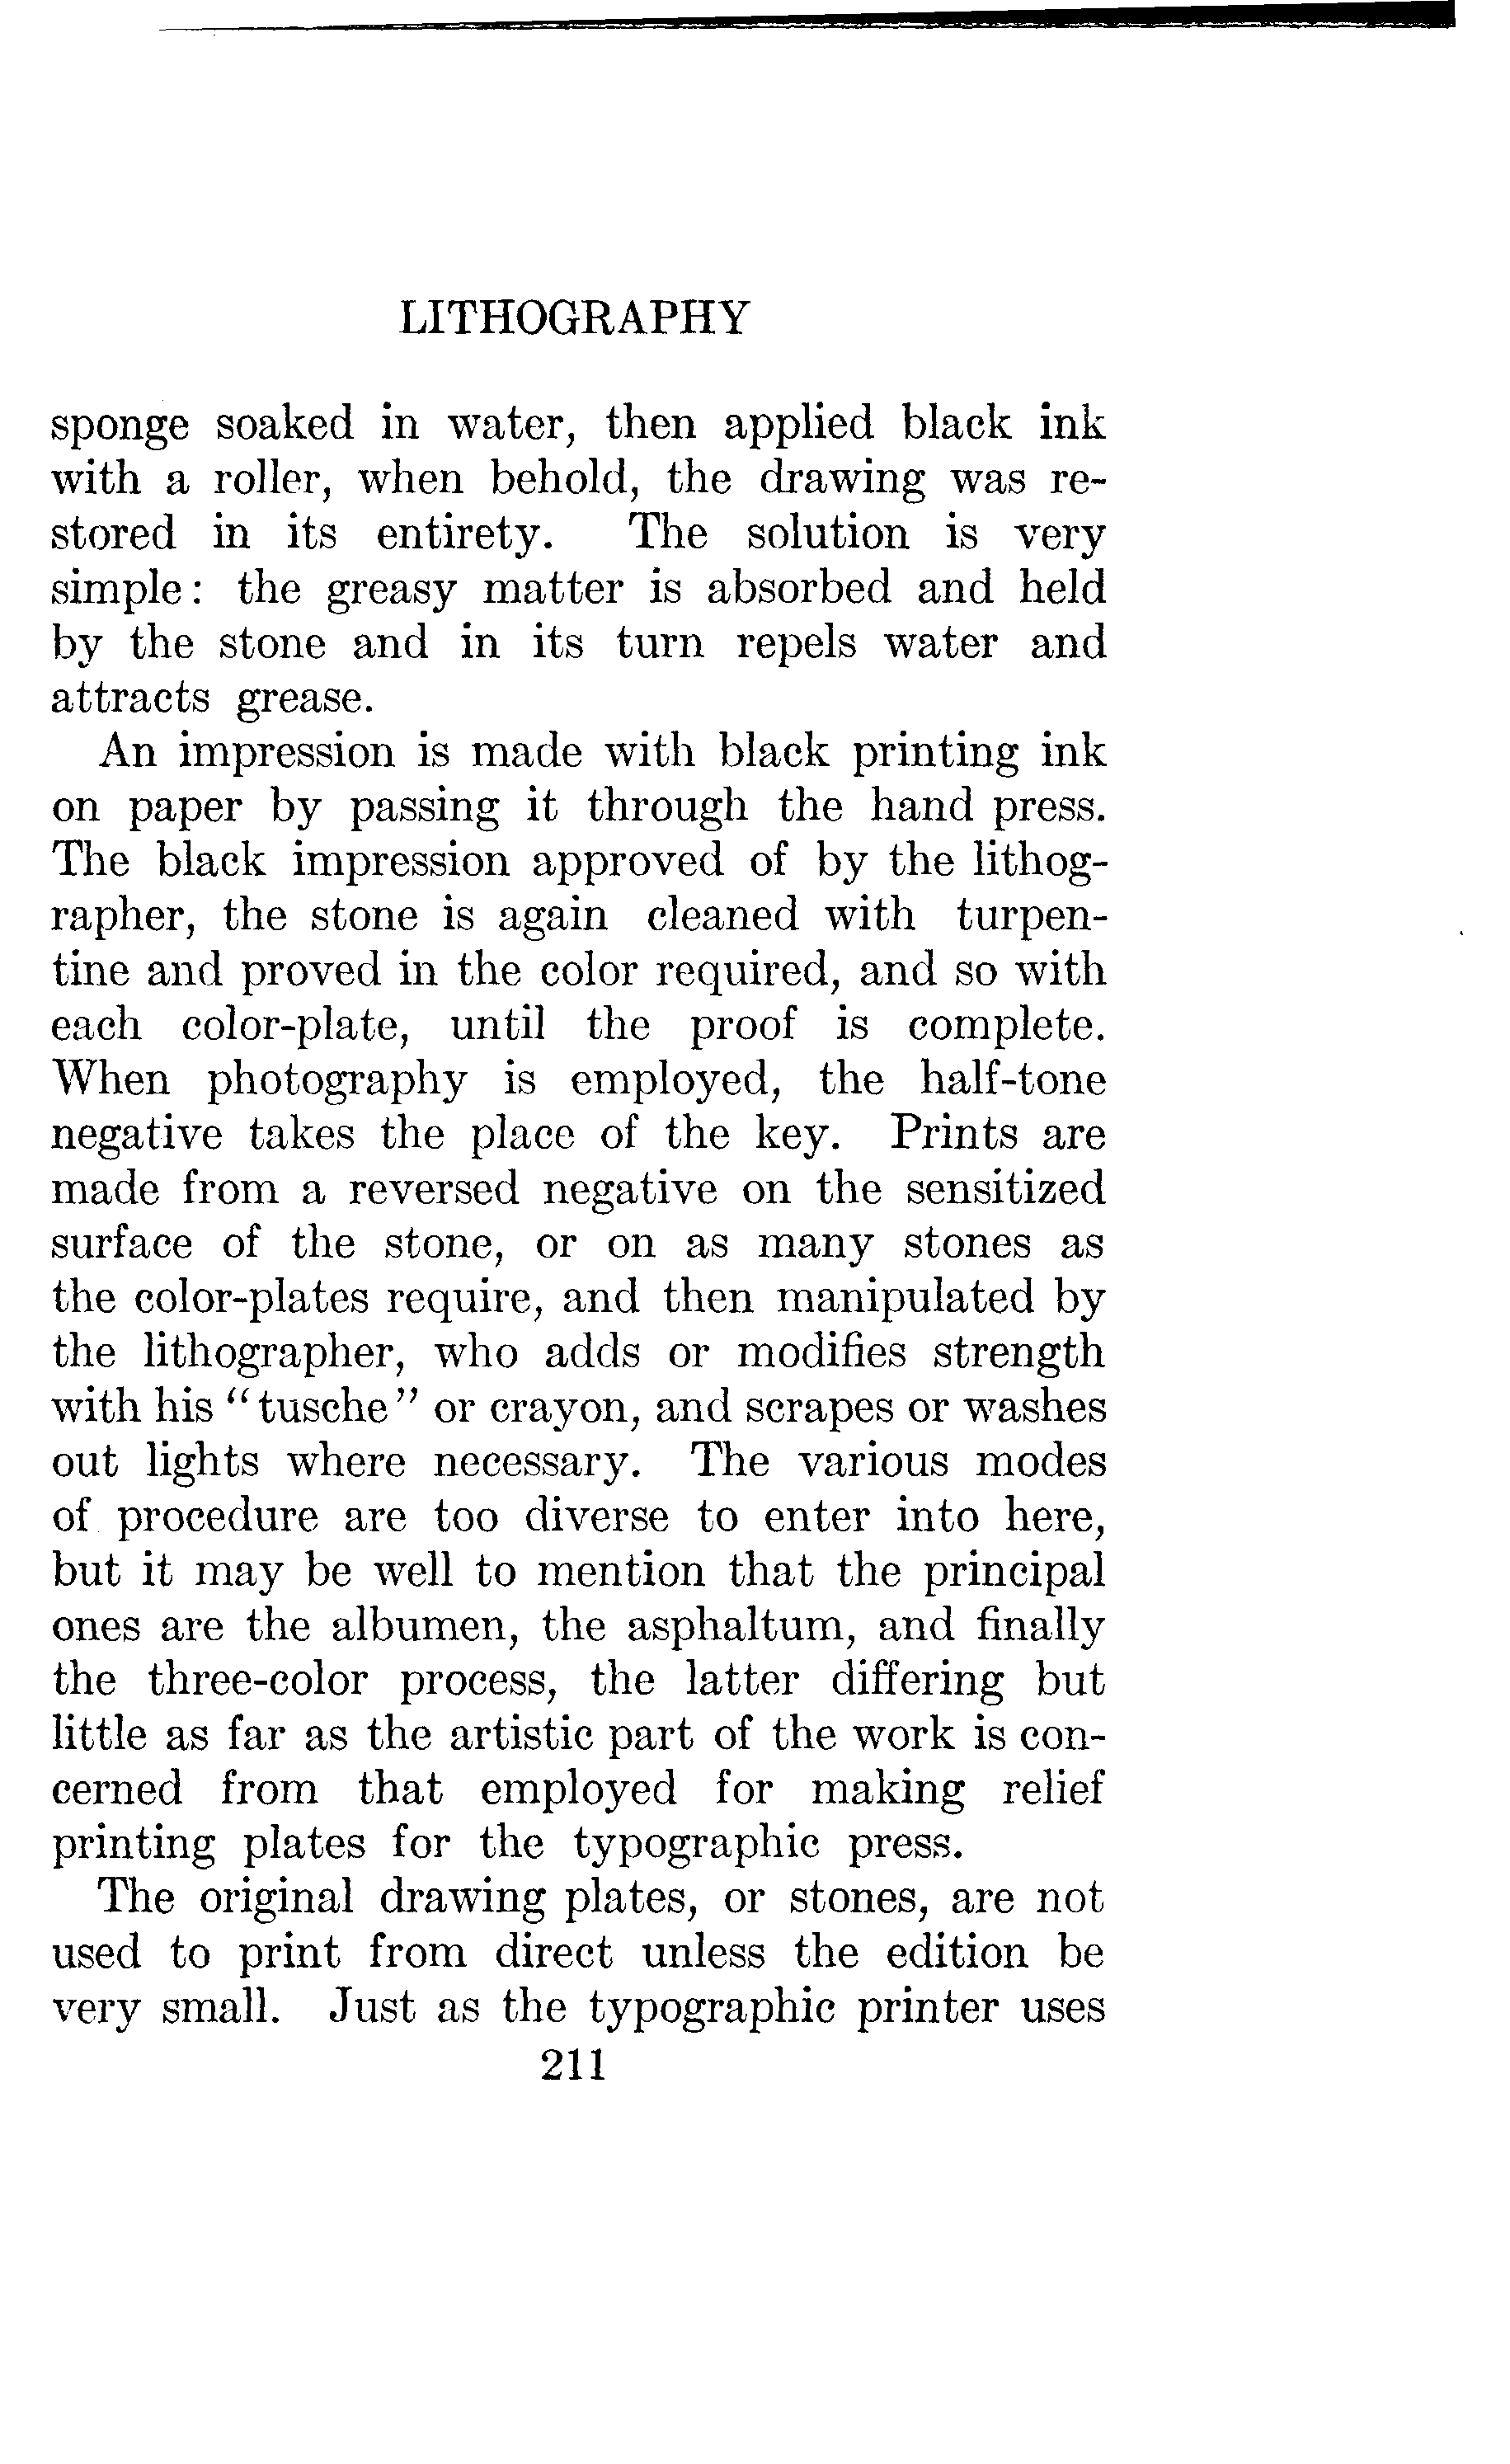 LITHOGRAPHY
sponge soaked in water, then applied black ink
with a roller, when behold, the drawing was re-
stored in its entirety. The solution is very
simple: the greasy matter is absorbed and held
by the stone and in its turn repels water and
attracts grease.
An impression is made with black printing ink
on paper by passing it through the hand press.
The black impression approved of by the lithog-
rapher, the stone is again cleaned with turpen-
tine and proved in the color required, and so with
each color-plate, until the proof is complete.
When photography is employed, the half-tone
negative takes the place of the key. Prints are
made from a reversed negative on the sensitized
surface of the stone, or on as many stones as
the color-plates require, and then manipulated by
the lithographer, who adds or modifies strength
with his "tusche" or crayon, and scrapes or washes
out lights where necessary. The various modes
of procedure are too diverse to enter into here,
but it may be well to mention that the principal
ones are the albumen, the asphaltum, and finally
the three-color process, the latter differing but
little as far as the artistic part of the work is con-
cerned from that employed for making relief
printing plates for the typographic press.
The original drawing plates, or stones, are not
used to print from direct unless the edition be
very small. Just as the typographic printer uses
211